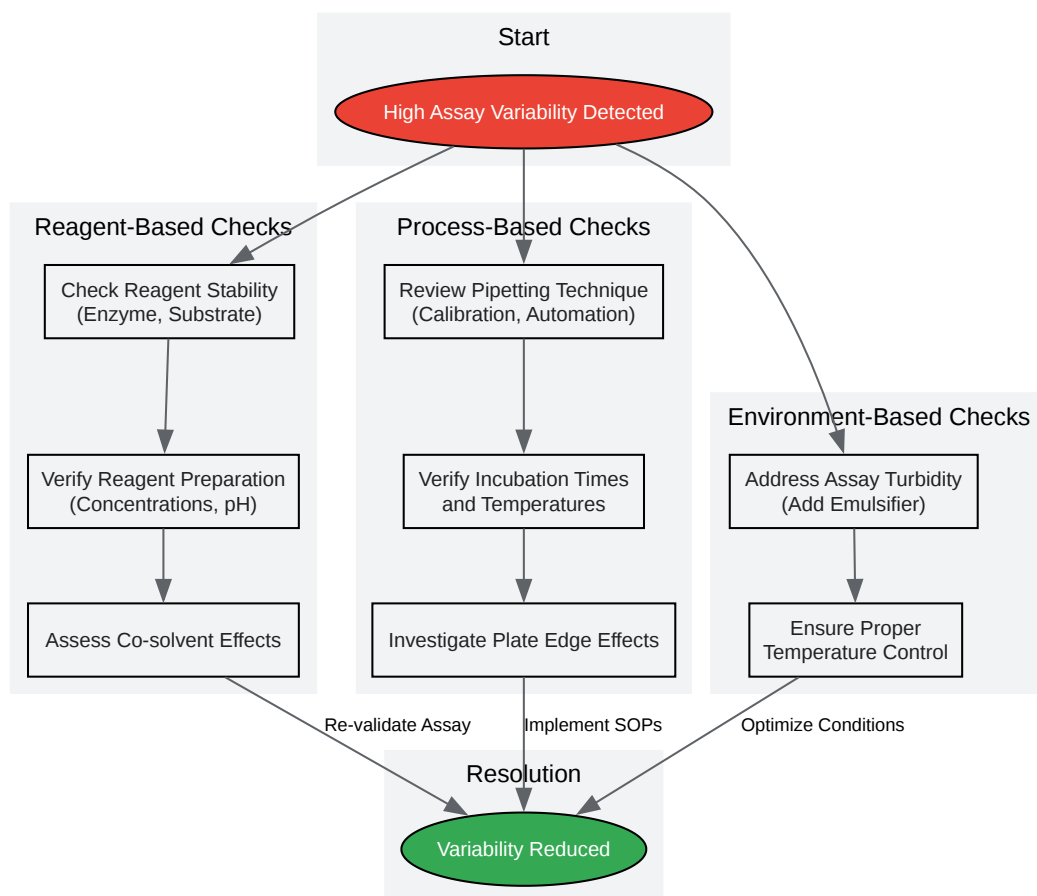 Start
High Assay Variability Detected
Reagent-Based Checks
Check Reagent Stability
(Enzyme, Substrate)
Verify Reagent Preparation
(Concentrations, pH)
Assess Co-solvent Effects
Process-Based Checks
Review Pipetting Technique
(Calibration, Automation)
Verify Incubation Times
and Temperatures
Investigate Plate Edge Effects
Environment-Based Checks
Address Assay Turbidity
(Add Emulsifier)
Ensure Proper
Temperature Control
Re-validate Assay
Implement SOPs
Optimize Conditions
Resolution
Variability Reduced